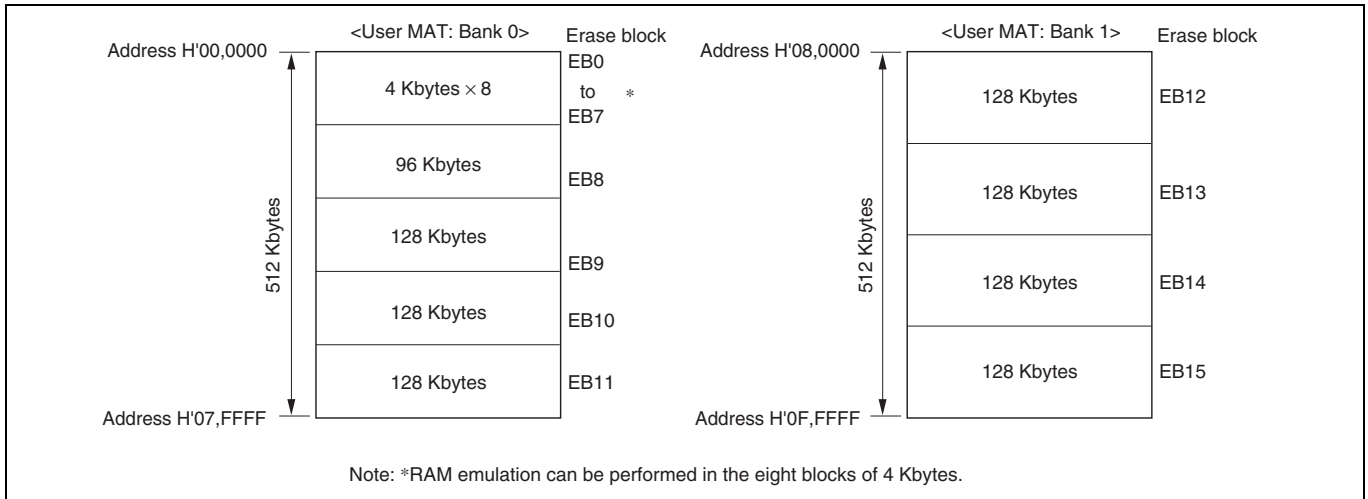 <User MAT: Bank 0>
Erase block
Address H'00,0000
EB0
4 Kbytes × 8
to *
EB7
96 Kbytes
EB8
128 Kbytes
EB9
128 Kbytes
EB10
128 Kbytes
EB11
512 Kbytes
Address H'07,FFFF
<User MAT: Bank 1>
Erase block
Address H'08,0000
128 Kbytes
EB12
128 Kbytes
EB13
128 Kbytes
EB14
128 Kbytes
EB15
512 Kbytes
Address H'0F,FFFF
Note: *RAM emulation can be performed in the eight blocks of 4 Kbytes.